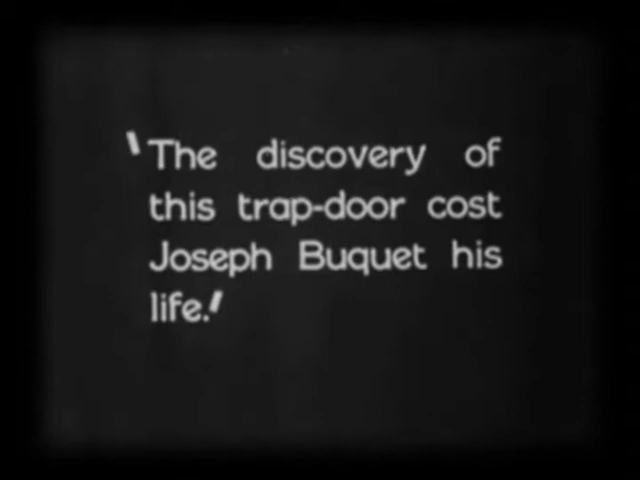 'The discovery of
this trap-door cost
Joseph Buquet his
life.'